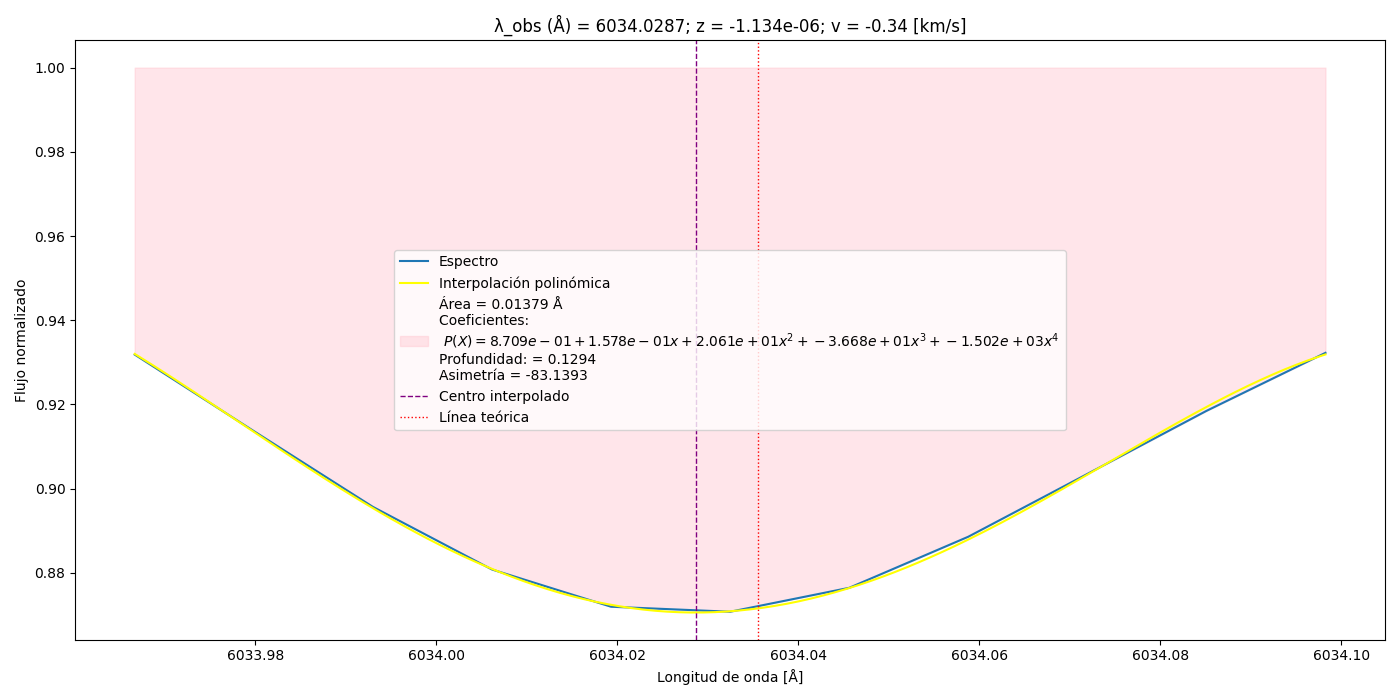 λ_obs (Å) = 6034.0287; z = -1.134e-06; v = -0.34 [km/s]
1.00
0.98
0.96
0.94
0.92
0.90
0.88
Flujo normalizado
Espectro
Interpolación polinómica
Área = 0.01379 Å
Coeficientes:
P(X) = 8.709e − 01 + 1.578e − 01x + 2.061e + 01x² + −3.668e + 01x³ + −1.502e + 03x⁴
Profundidad: = 0.1294
Asimetría = -83.1393
Centro interpolado
Línea teórica
6033.98 6034.00 6034.02 6034.04 6034.06 6034.08 6034.10
Longitud de onda [Å]